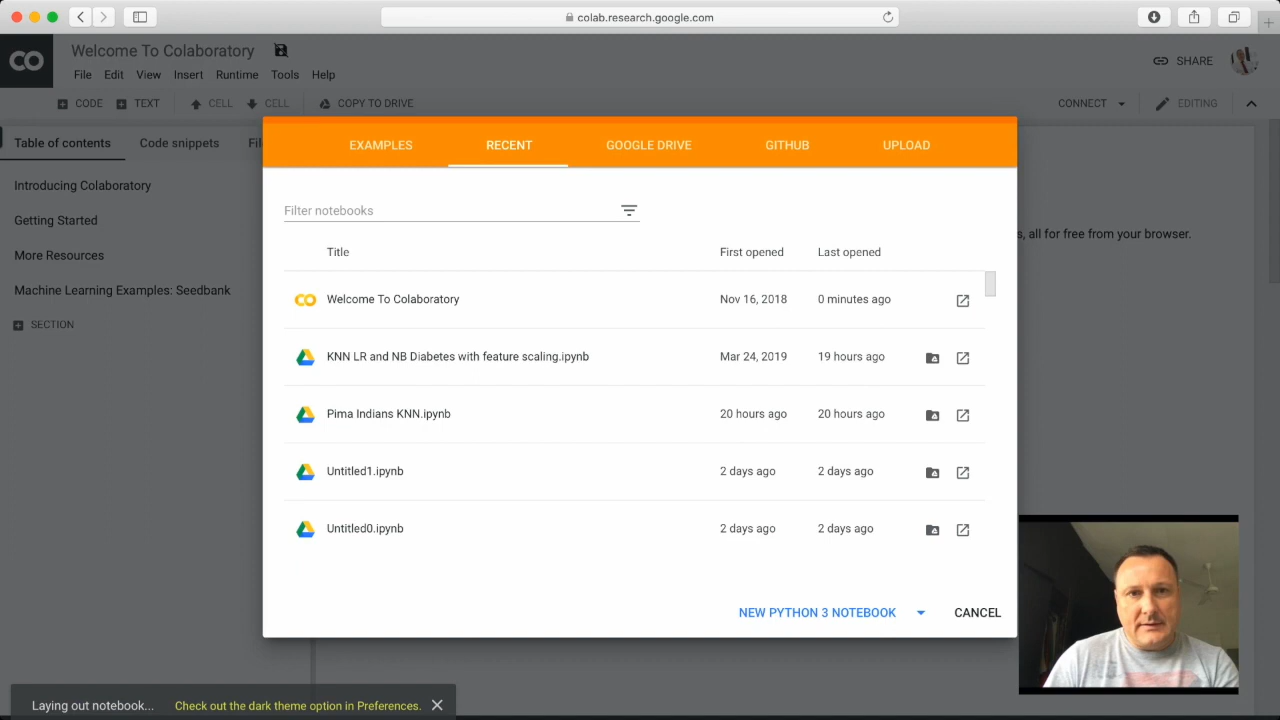 colab.research.google.com
CO
Welcome To Colaboratory
File Edit View Insert Runtime Tools Help
SHARE
CODE TEXT CELL CELL COPY TO DRIVE
CONNECT EDITING
Table of contents Code snippets
EXAMPLES RECENT GOOGLE DRIVE GITHUB UPLOAD
Introducing Colaboratory
Getting Started
More Resources
Machine Learning Examples: Seedbank
SECTION
Filter notebooks
s, all for free from your browser.
Title First opened Last opened
Welcome To Colaboratory Nov 16, 2018 0 minutes ago
KNN LR and NB Diabetes with feature scaling.ipynb Mar 24, 2019 19 hours ago
Pima Indians KNN.ipynb 20 hours ago 20 hours ago
Untitled1.ipynb 2 days ago 2 days ago
Untitled0.ipynb 2 days ago 2 days ago
NEW PYTHON 3 NOTEBOOK CANCEL
Laying out notebook... Check out the dark theme option in Preferences.